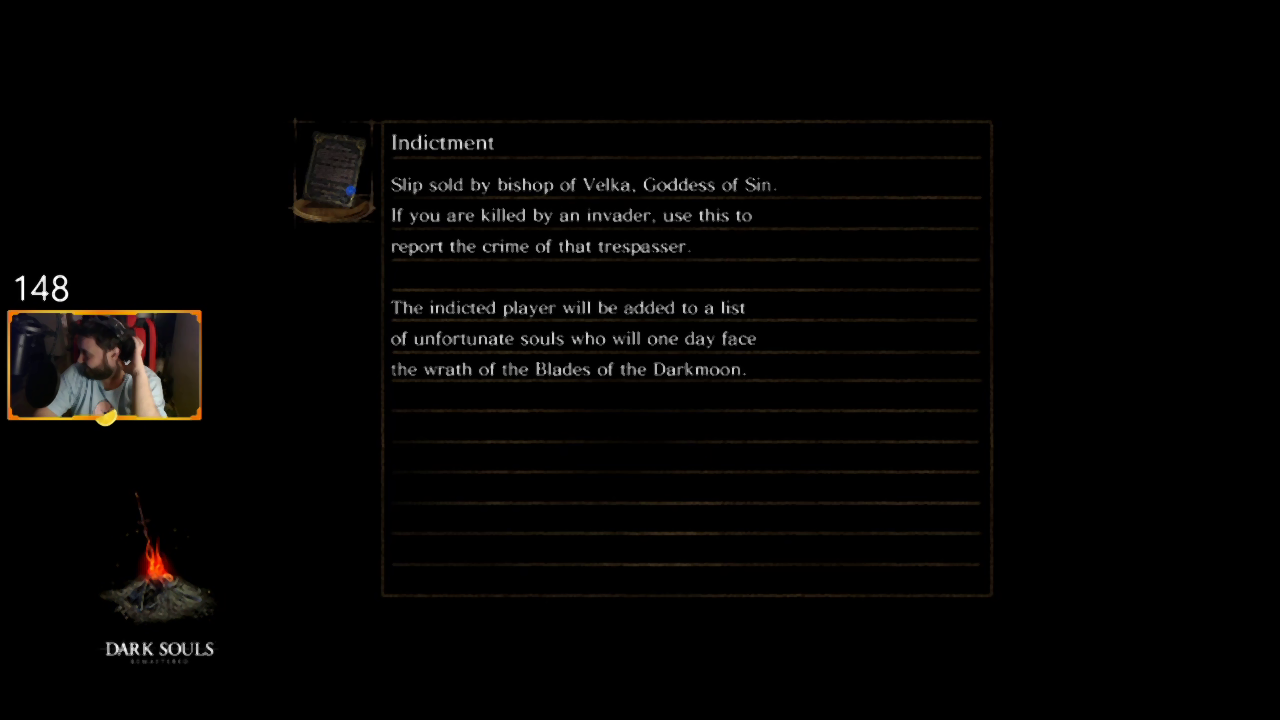 Indictment
Slip sold by bishop of Velka, Goddess of Sin.
If you are killed by an invader, use this to
report the crime of that trespasser.
The indicted player will be added to a list
of unfortunate souls who will one day face
the wrath of the Blades of the Darkmoon.
148
DARK SOULS
REMASTERED